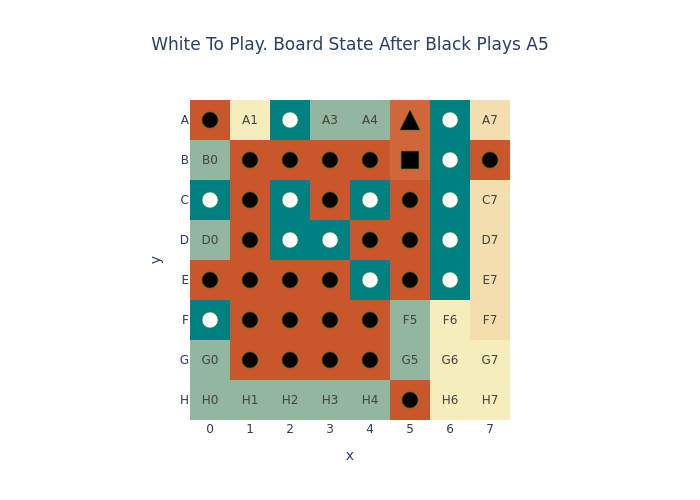 White To Play. Board State After Black Plays A5
A A1 A3 A4 A7
B B0
C C7
D D0 D7
E E7
F F5 F6 F7
G G0 G5 G6 G7
H H0 H1 H2 H3 H4 H6 H7
0 1 2 3 4 5 6 7
x
y